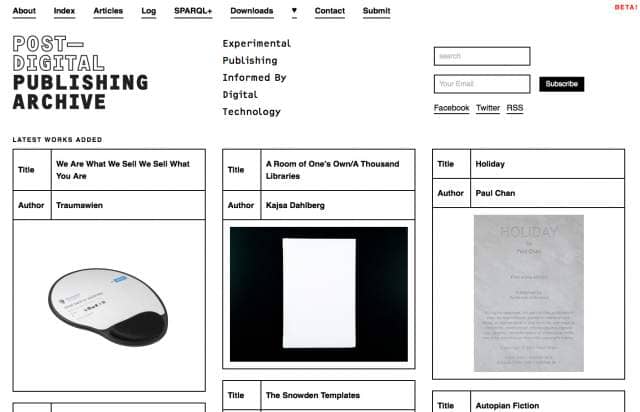 About Index Articles Log SPARQL+ Downloads ♥ Contact Submit
BETA!
POST—
DIGITAL
PUBLISHING
ARCHIVE
Experimental
Publishing
Informed By
Digital
Technology
search
Your Email Subscribe
Facebook Twitter RSS
LATEST WORKS ADDED
Title We Are What We Sell We Sell What
You Are
Author Traumawien
Title A Room of One's Own/A Thousand
Libraries
Author Kajsa Dahlberg
Title Holiday
Author Paul Chan
HOLIDAY
by
Paul Chan
Title The Snowden Templates
Title Autopian Fiction